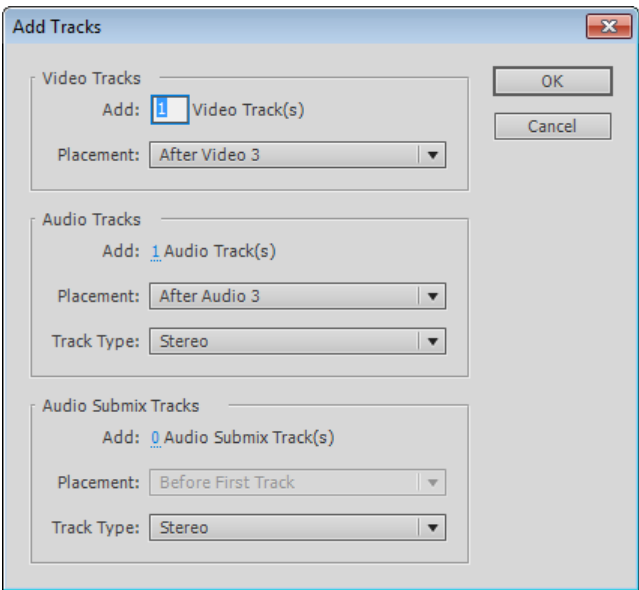 Add Tracks
Video Tracks
Add: 1 Video Track(s)
Placement: After Video 3
Audio Tracks
Add: 1 Audio Track(s)
Placement: After Audio 3
Track Type: Stereo
Audio Submix Tracks
Add: 0 Audio Submix Track(s)
Placement: Before First Track
Track Type: Stereo
OK
Cancel